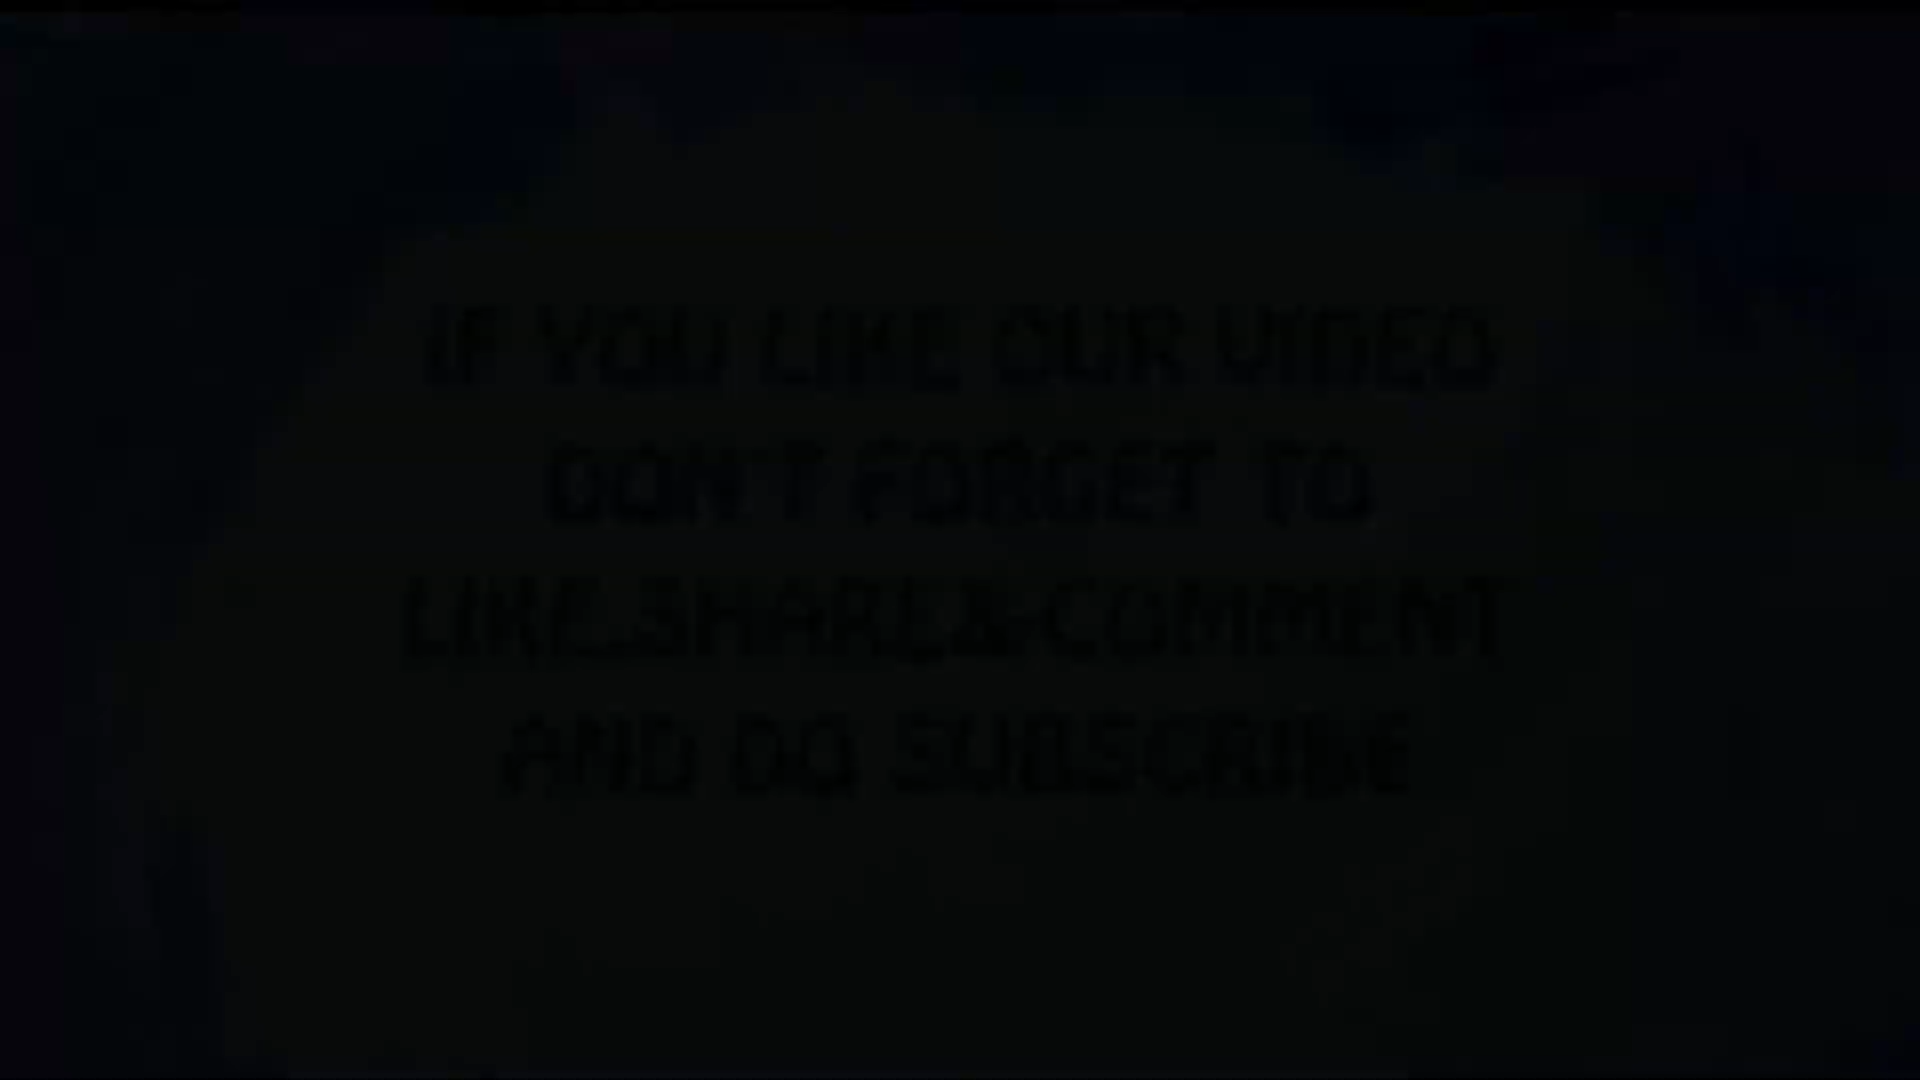 IF YOU LIKE OUR VIDEO
DON'T FORGET TO
LIKE,SHARE&COMMENT
AND DO SUBSCRIBE